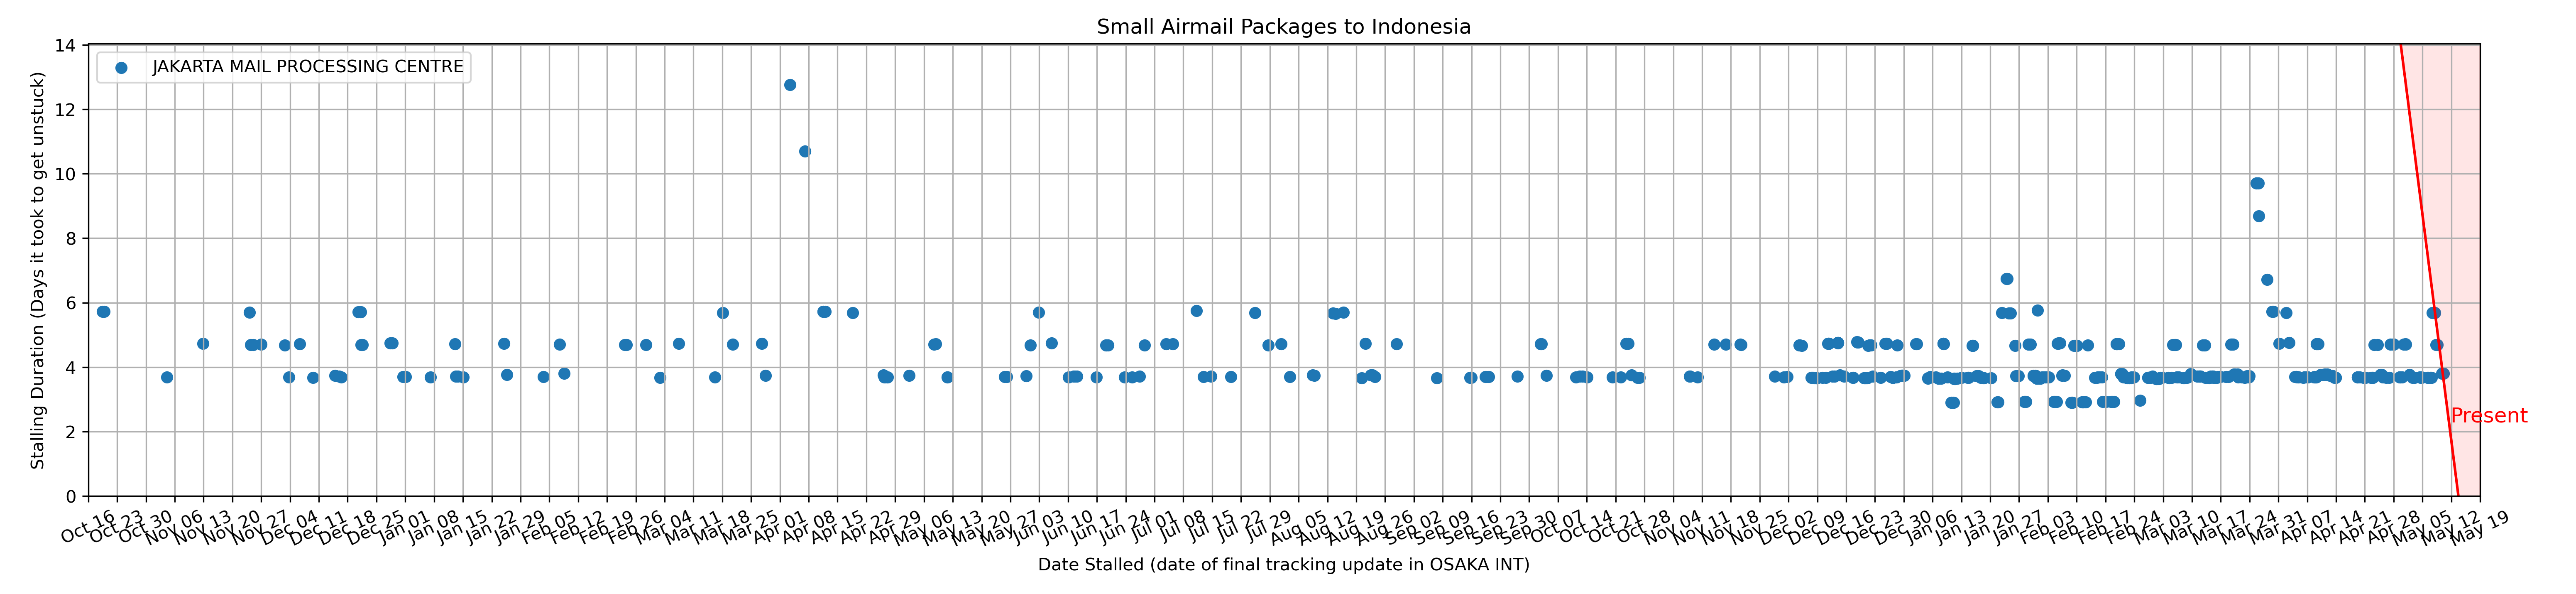 Small Airmail Packages to Indonesia
JAKARTA MAIL PROCESSING CENTRE
Stalling Duration (Days it took to get unstuck)
14
12
10
8
6
4
2
0
Present
Oct 16
Oct 23
Oct 30
Nov 06
Nov 13
Nov 20
Nov 27
Dec 04
Dec 11
Dec 18
Dec 25
Jan 01
Jan 08
Jan 15
Jan 22
Jan 29
Feb 05
Feb 12
Feb 19
Feb 26
Mar 04
Mar 11
Mar 18
Mar 25
Apr 01
Apr 08
Apr 15
Apr 22
Apr 29
May 06
May 13
May 20
May 27
Jun 03
Jun 10
Jun 17
Jun 24
Jul 01
Jul 08
Jul 15
Jul 22
Jul 29
Aug 05
Aug 12
Aug 19
Aug 26
Sep 02
Sep 09
Sep 16
Sep 23
Sep 30
Oct 07
Oct 14
Oct 21
Oct 28
Nov 04
Nov 11
Nov 18
Nov 25
Dec 02
Dec 09
Dec 16
Dec 23
Dec 30
Jan 06
Jan 13
Jan 20
Jan 27
Feb 03
Feb 10
Feb 17
Feb 24
Mar 03
Mar 10
Mar 17
Mar 24
Mar 31
Apr 07
Apr 14
Apr 21
Apr 28
May 05
May 12
May 19
Date Stalled (date of final tracking update in OSAKA INT)